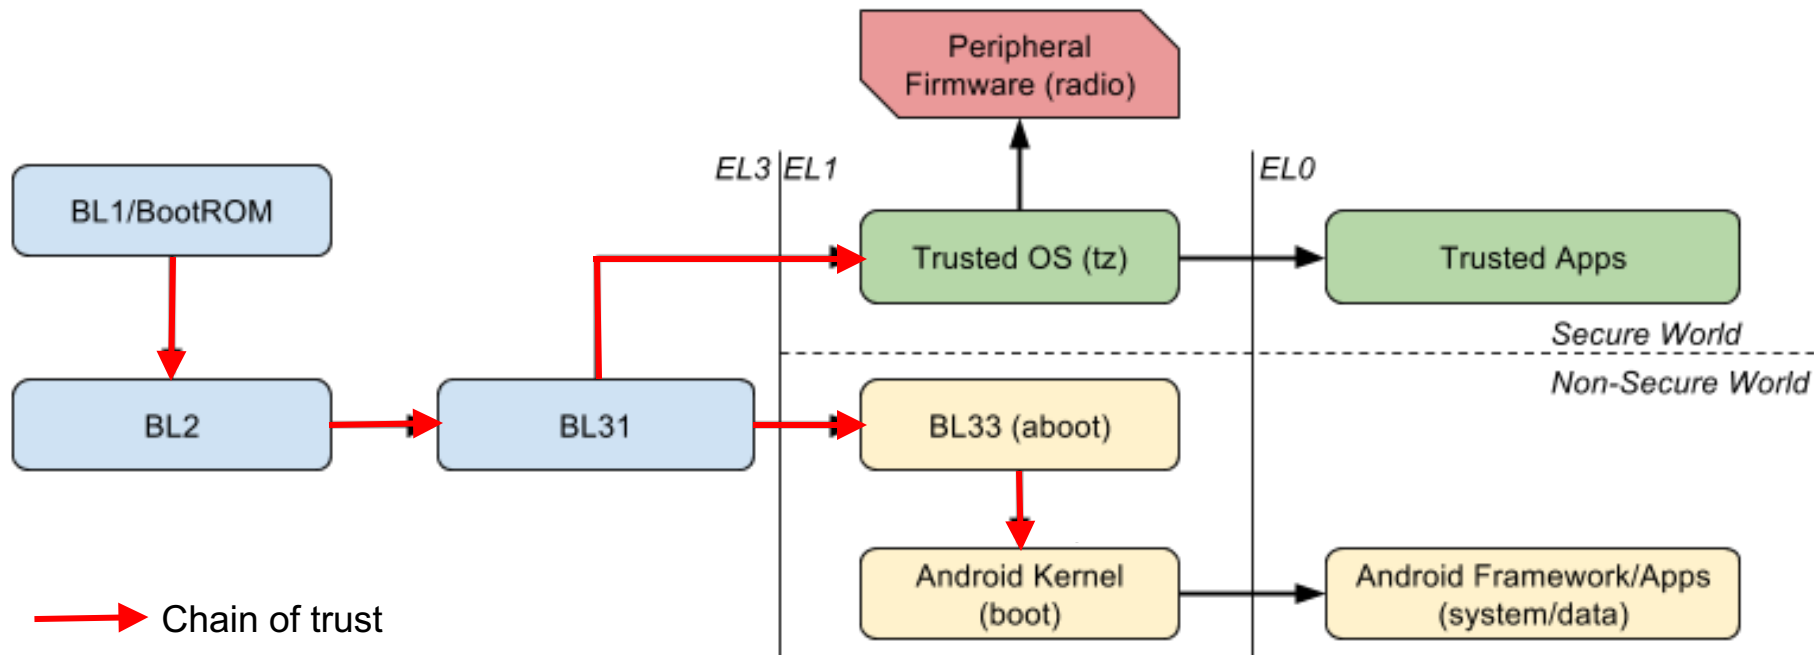 Peripheral
Firmware (radio)
EL3
EL1
EL0
BL1/BootROM
Trusted OS (tz)
Trusted Apps
Secure World
Non-Secure World
BL2
BL31
BL33 (aboot)
Android Kernel
(boot)
Android Framework/Apps
(system/data)
Chain of trust